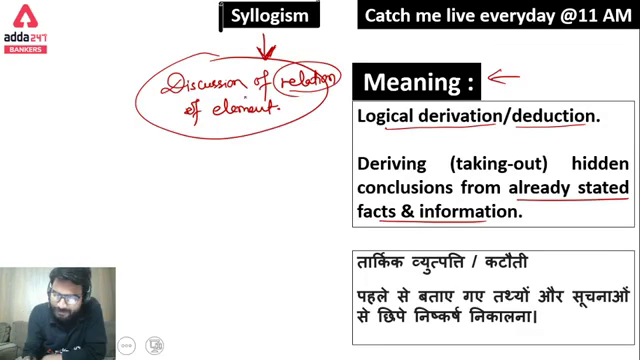 Syllogism
Catch me live everyday @11 AM
adda247
BANKERS
Discussion of relation
of element.
Meaning :
Logical derivation/deduction.
Deriving (taking-out) hidden
conclusions from already stated
facts & information.
तार्किक व्युत्पत्ति / कटौती
पहले से बताए गए तथ्यों और सूचनाओं
से छिपे निष्कर्ष निकालना।